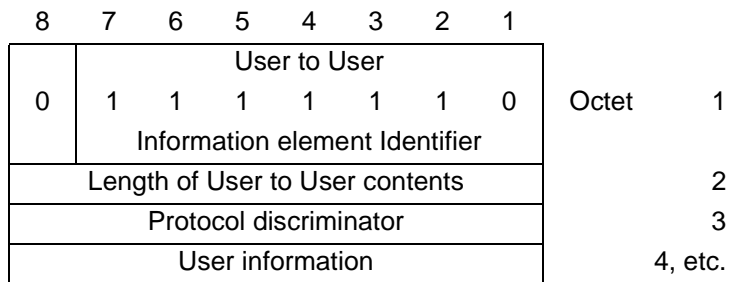 8 7 6 5 4 3 2 1
User to User
0 1 1 1 1 1 1 0 Octet 1
Information element Identifier
Length of User to User contents 2
Protocol discriminator 3
User information 4, etc.